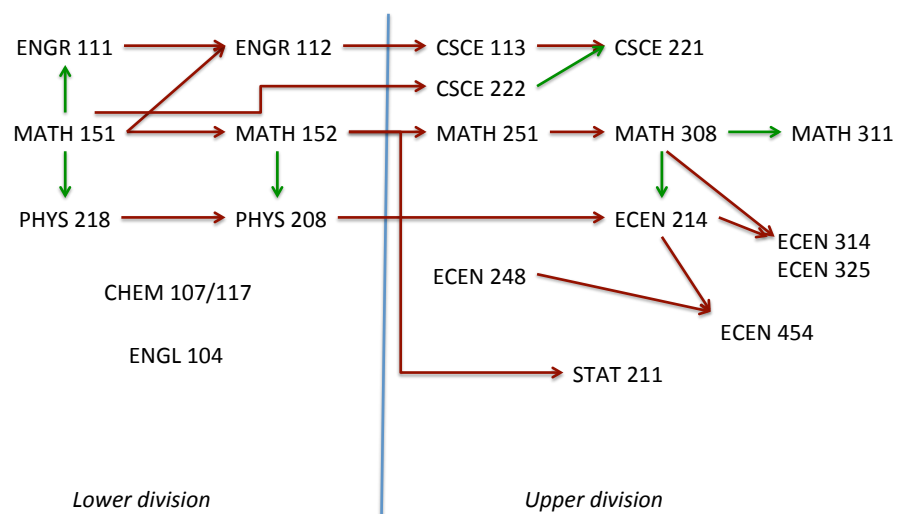 ENGR 111
ENGR 112
CSCE 113
CSCE 221
CSCE 222
MATH 151
MATH 152
MATH 251
MATH 308
MATH 311
PHYS 218
PHYS 208
ECEN 214
ECEN 314
ECEN 325
ECEN 248
CHEM 107/117
ECEN 454
ENGL 104
STAT 211
Lower division
Upper division